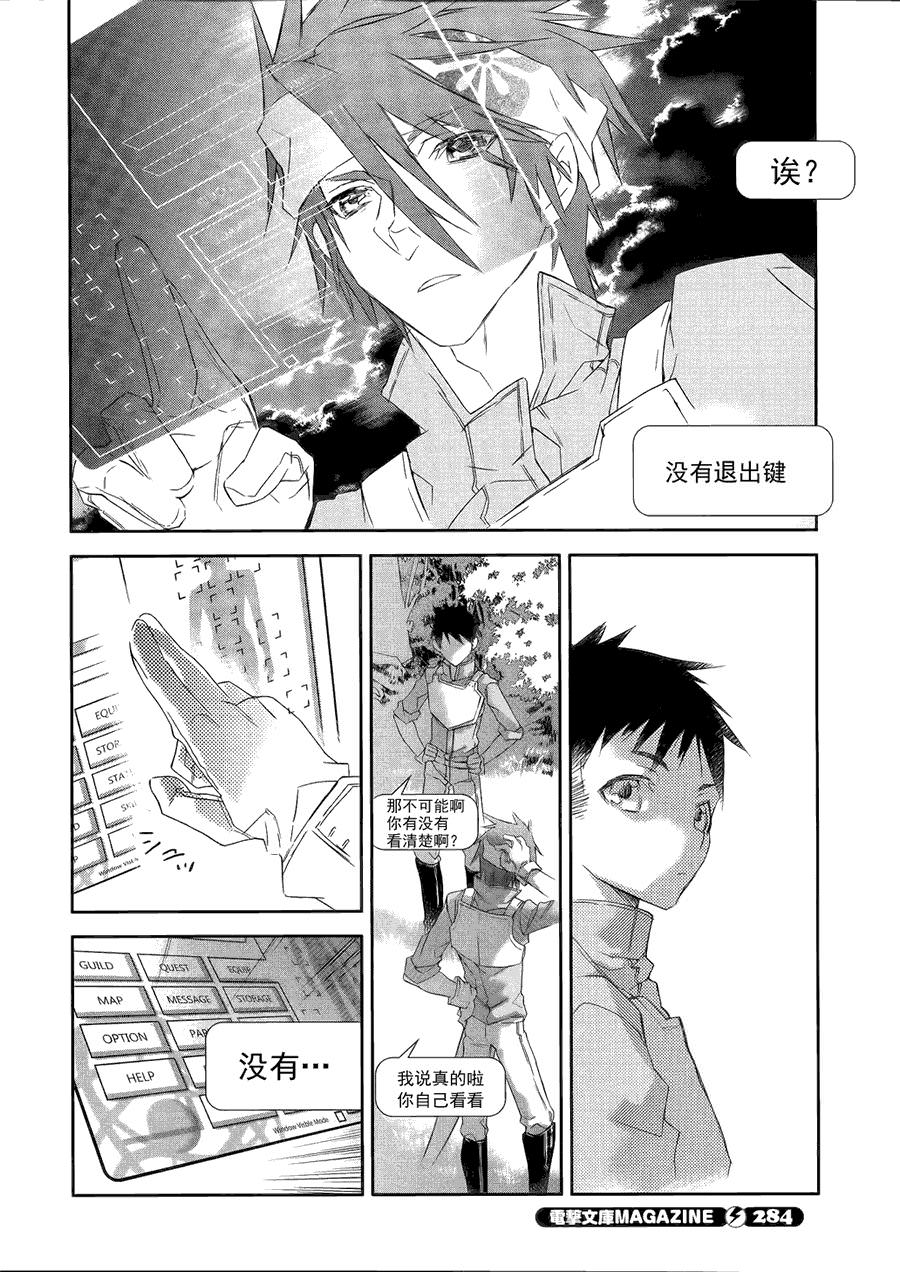 诶?
没有退出键
那不可能啊
你有没有
看清楚啊?
我说真的啦
你自己看看
EQUI
STOR
STA
SK
P
Window Visi
GUILD
QUEST
EQUIP
MAP
MESSAGE
STORAGE
OPTION
PAR
HELP
Window Visible Mode
没有…
電撃文庫MAGAZINE 284